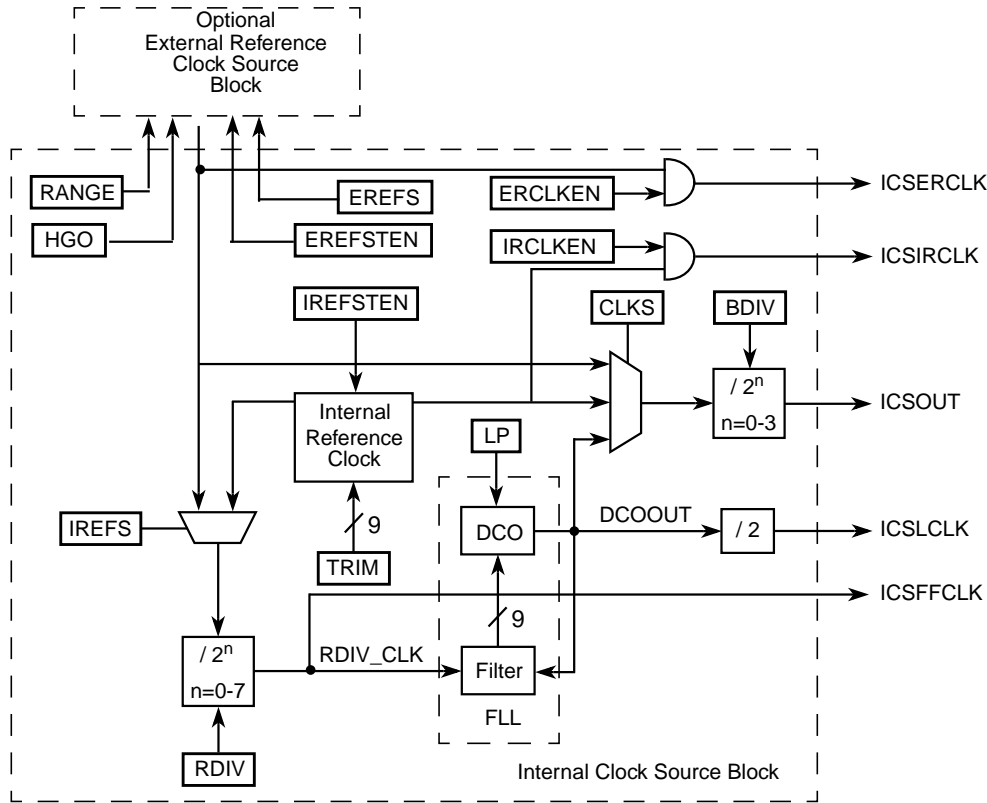 Optional
External Reference
Clock Source
Block
RANGE
EREFS
ERCLKEN
ICSERCLK
HGO
EREFSTEN
IRCLKEN
ICSIRCLK
IREFSTEN
CLKS
BDIV
Internal
Reference
Clock
/ 2ⁿ
n=0-3
ICSOUT
LP
IREFS
9
TRIM
DCO
DCOOUT
/ 2
ICSLCLK
ICSFFCLK
9
/ 2ⁿ
n=0-7
RDIV_CLK
Filter
FLL
RDIV
Internal Clock Source Block